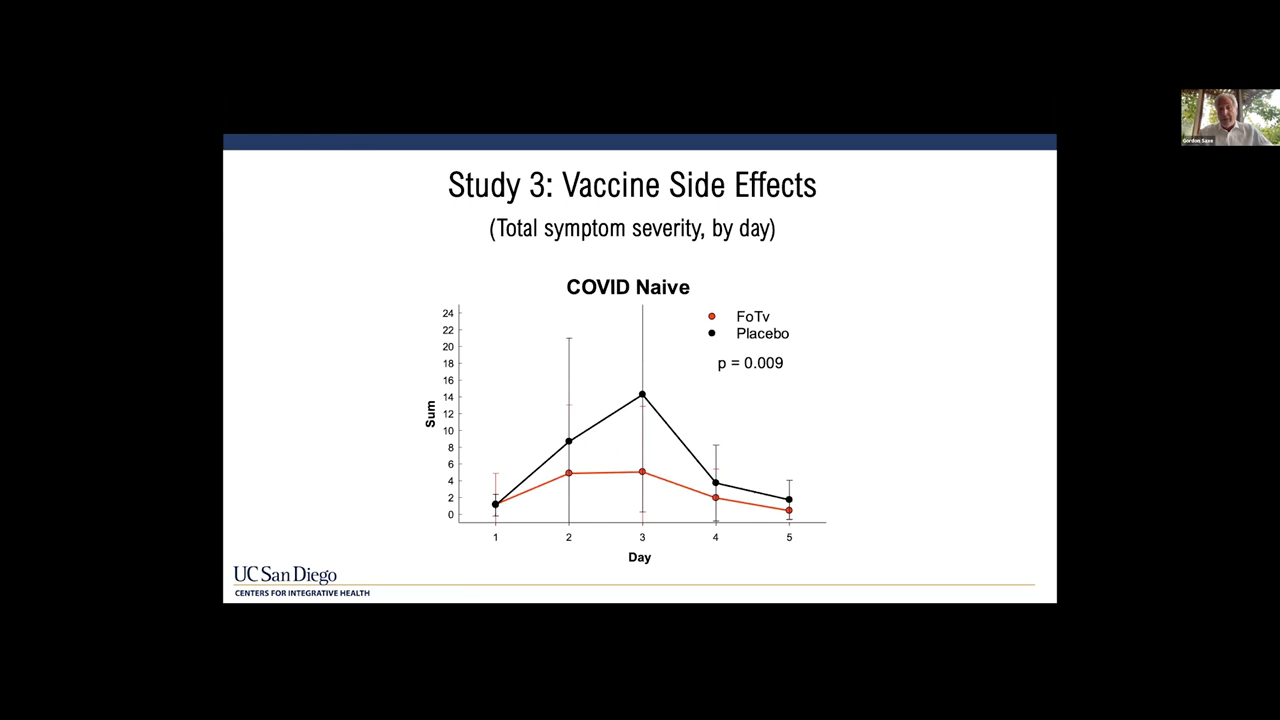 Gordon Saxe
Study 3: Vaccine Side Effects
(Total symptom severity, by day)
COVID Naive
FoTv
Placebo
p = 0.009
24
22
20
18
16
14
12
10
8
6
4
2
0
Sum
1 2 3 4 5
Day
UC San Diego
CENTERS FOR INTEGRATIVE HEALTH